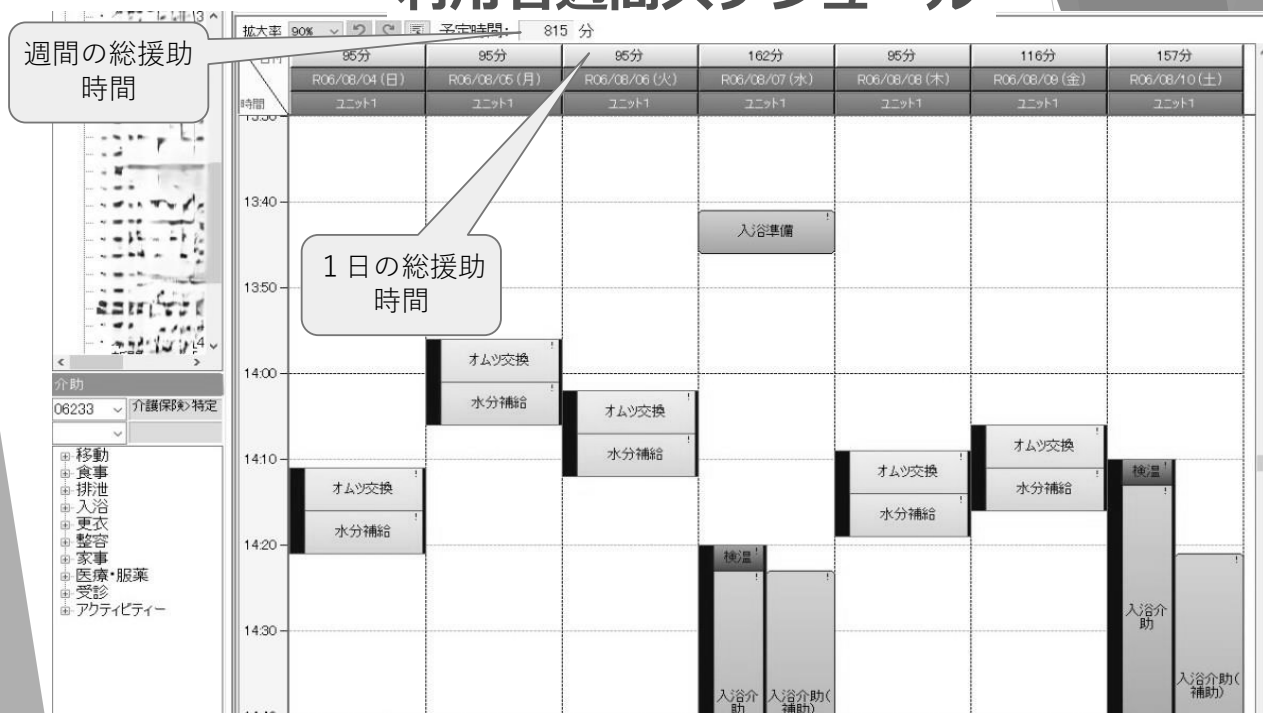 利用者週間スケジュール
拡大率 90% 予定時間: 815 分
週間の総援助
時間
95分 95分 95分 162分 95分 116分 157分
R06/08/04(日) R06/08/05(月) R06/08/06(火) R06/08/07(水) R06/08/08(木) R06/08/09(金) R06/08/10(土)
時間 ユニット1 ユニット1 ユニット1 ユニット1 ユニット1 ユニット1 ユニット1
13:40
入浴準備
1日の総援助
時間
13:50
14:00
オムツ交換
水分補給
オムツ交換
水分補給
オムツ交換
水分補給
14:10
オムツ交換
水分補給
オムツ交換
水分補給
検温
14:20
検温
14:30
入浴介
助
入浴介助(
補助)
入浴介
助
入浴介助(
補助)
介助
06233 介護保険>特定
移動
食事
排泄
入浴
更衣
整容
家事
医療・服薬
受診
アクティビティー